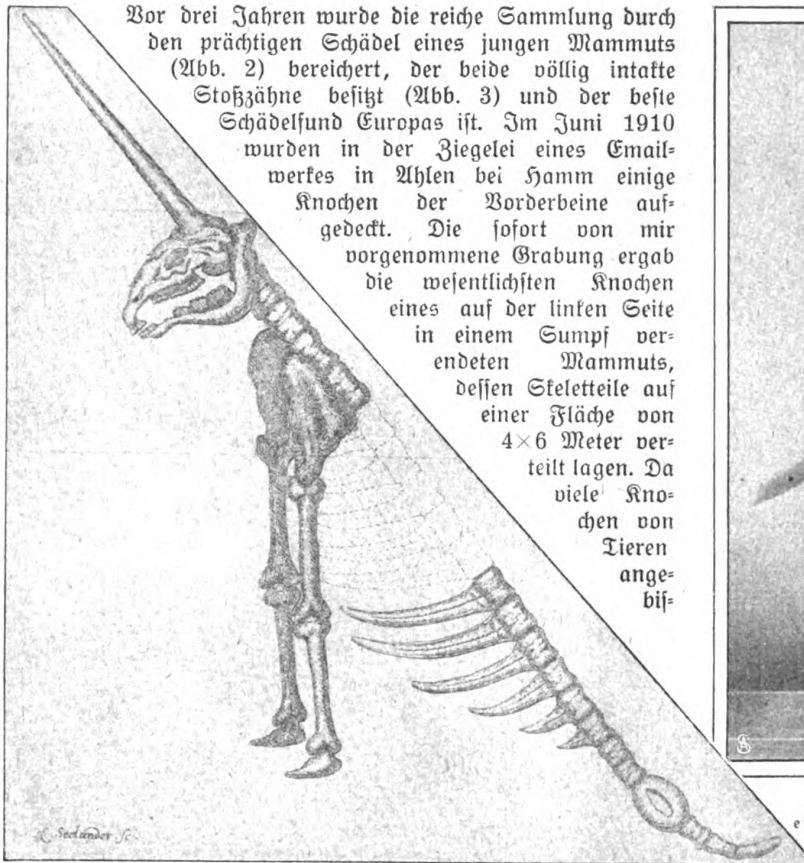 Vor drei Jahren wurde die reiche Sammlung durch
den prächtigen Schädel eines jungen Mammuts
(Abb. 2) bereichert, der beide völlig intakte
Stoßzähne besitzt (Abb. 3) und der beste
Schädelfund Europas ist. Im Juni 1910
wurden in der Ziegelei eines Email-
werkes in Ahlen bei Hamm einige
Knochen der Vorderbeine auf-
gedeckt. Die sofort von mir
vorgenommene Grabung ergab
die wesentlichsten Knochen
eines auf der linken Seite
in einem Sumpf ver-
endeten Mammuts,
dessen Skeletteile auf
einer Fläche von
4×6 Meter ver-
teilt lagen. Da
viele Kno-
chen von
Tieren
ange-
bis-
Seelander sc.
e